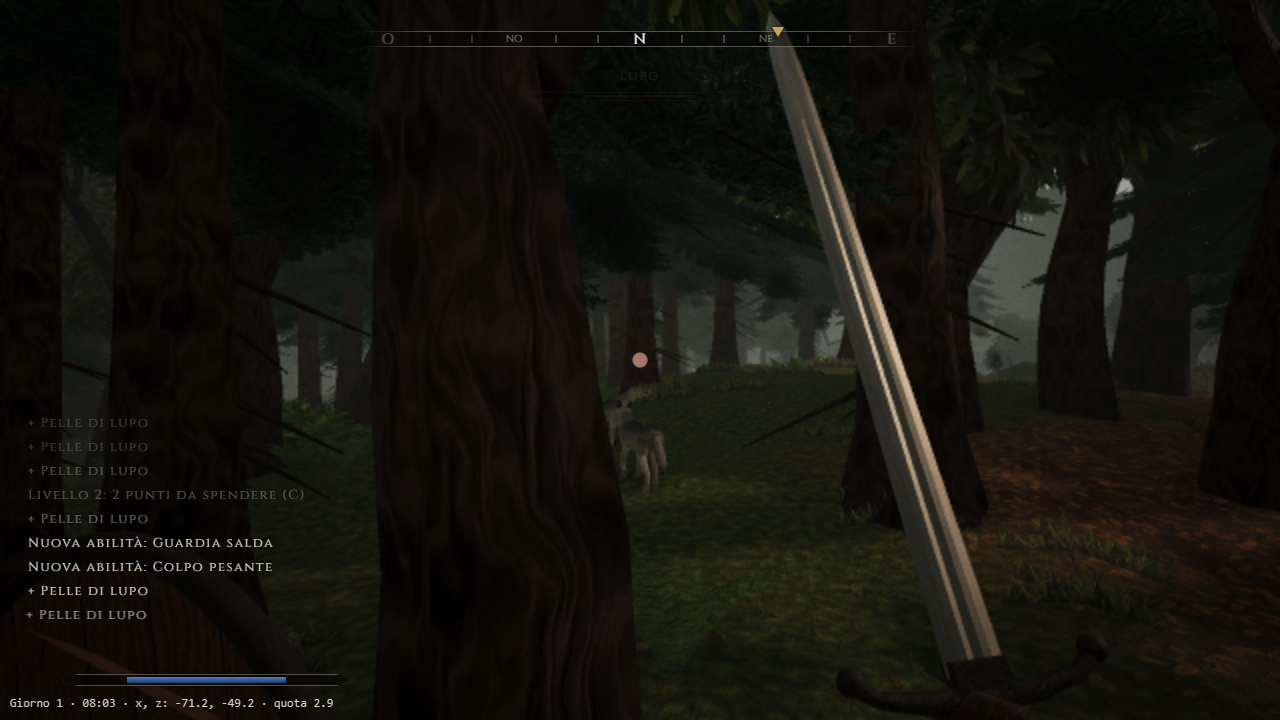 O NO N NE E
LUPO
+ Pelle di lupo
+ Pelle di lupo
+ Pelle di lupo
Livello 2: 2 punti da spendere (C)
+ Pelle di lupo
Nuova abilità: Guardia salda
Nuova abilità: Colpo pesante
+ Pelle di lupo
+ Pelle di lupo
Giorno 1 · 08:03 · x, z: -71.2, -49.2 · quota 2.9